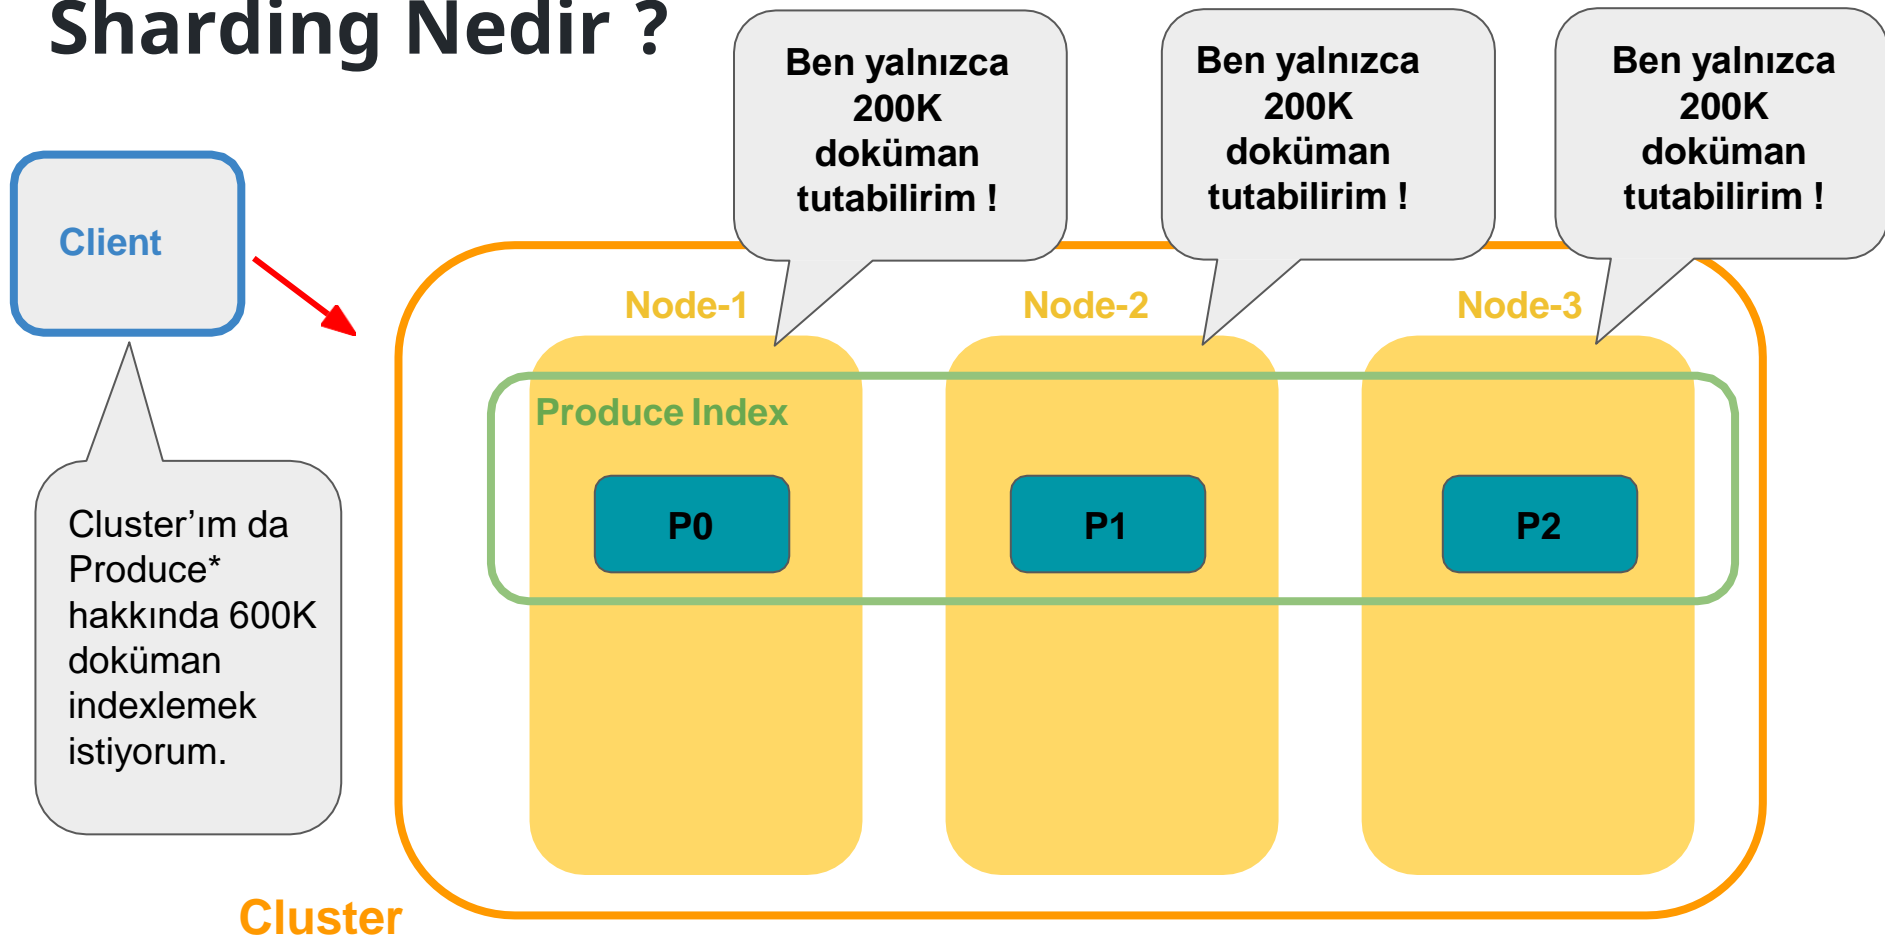 Sharding Nedir ?
Ben yalnızca
200K
doküman
tutabilirim !
Ben yalnızca
200K
doküman
tutabilirim !
Ben yalnızca
200K
doküman
tutabilirim !
Client
Node-1
Node-2
Node-3
Produce Index
P0
P1
P2
Cluster’ım da
Produce*
hakkında 600K
doküman
indexlemek
istiyorum.
Cluster